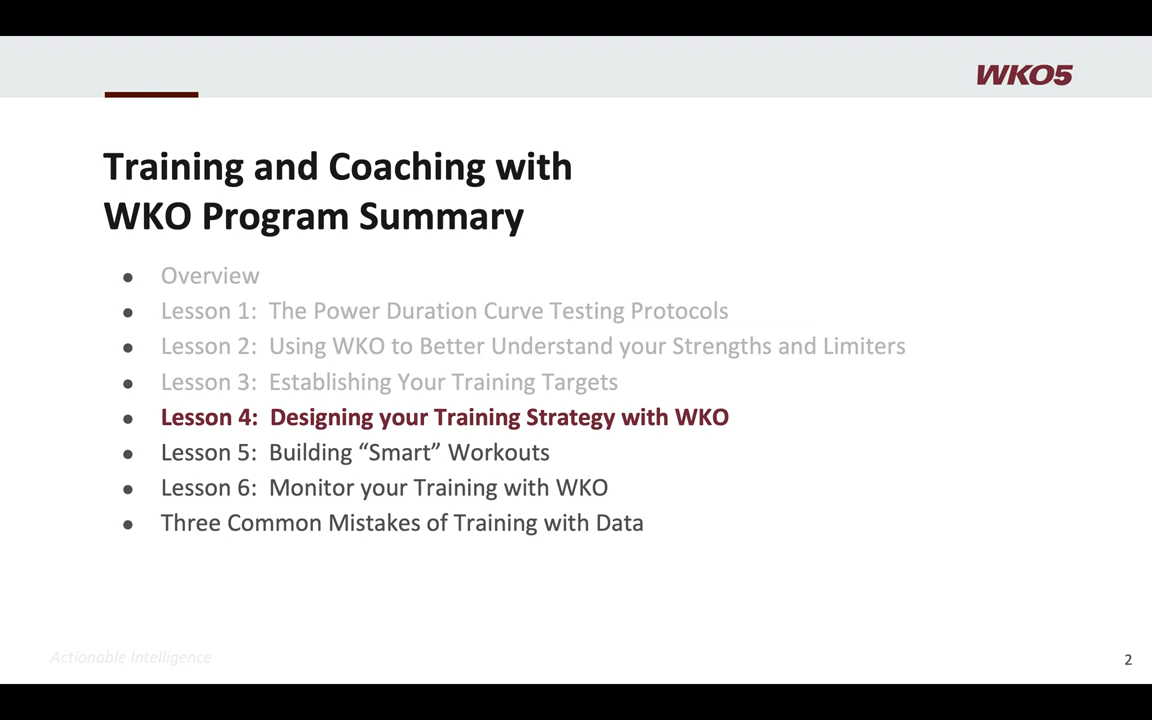 WKO5
Training and Coaching with
WKO Program Summary
● Overview
● Lesson 1:  The Power Duration Curve Testing Protocols
● Lesson 2:  Using WKO to Better Understand your Strengths and Limiters
● Lesson 3:  Establishing Your Training Targets
● Lesson 4:  Designing your Training Strategy with WKO
● Lesson 5:  Building “Smart” Workouts
● Lesson 6:  Monitor your Training with WKO
● Three Common Mistakes of Training with Data
Actionable Intelligence
2